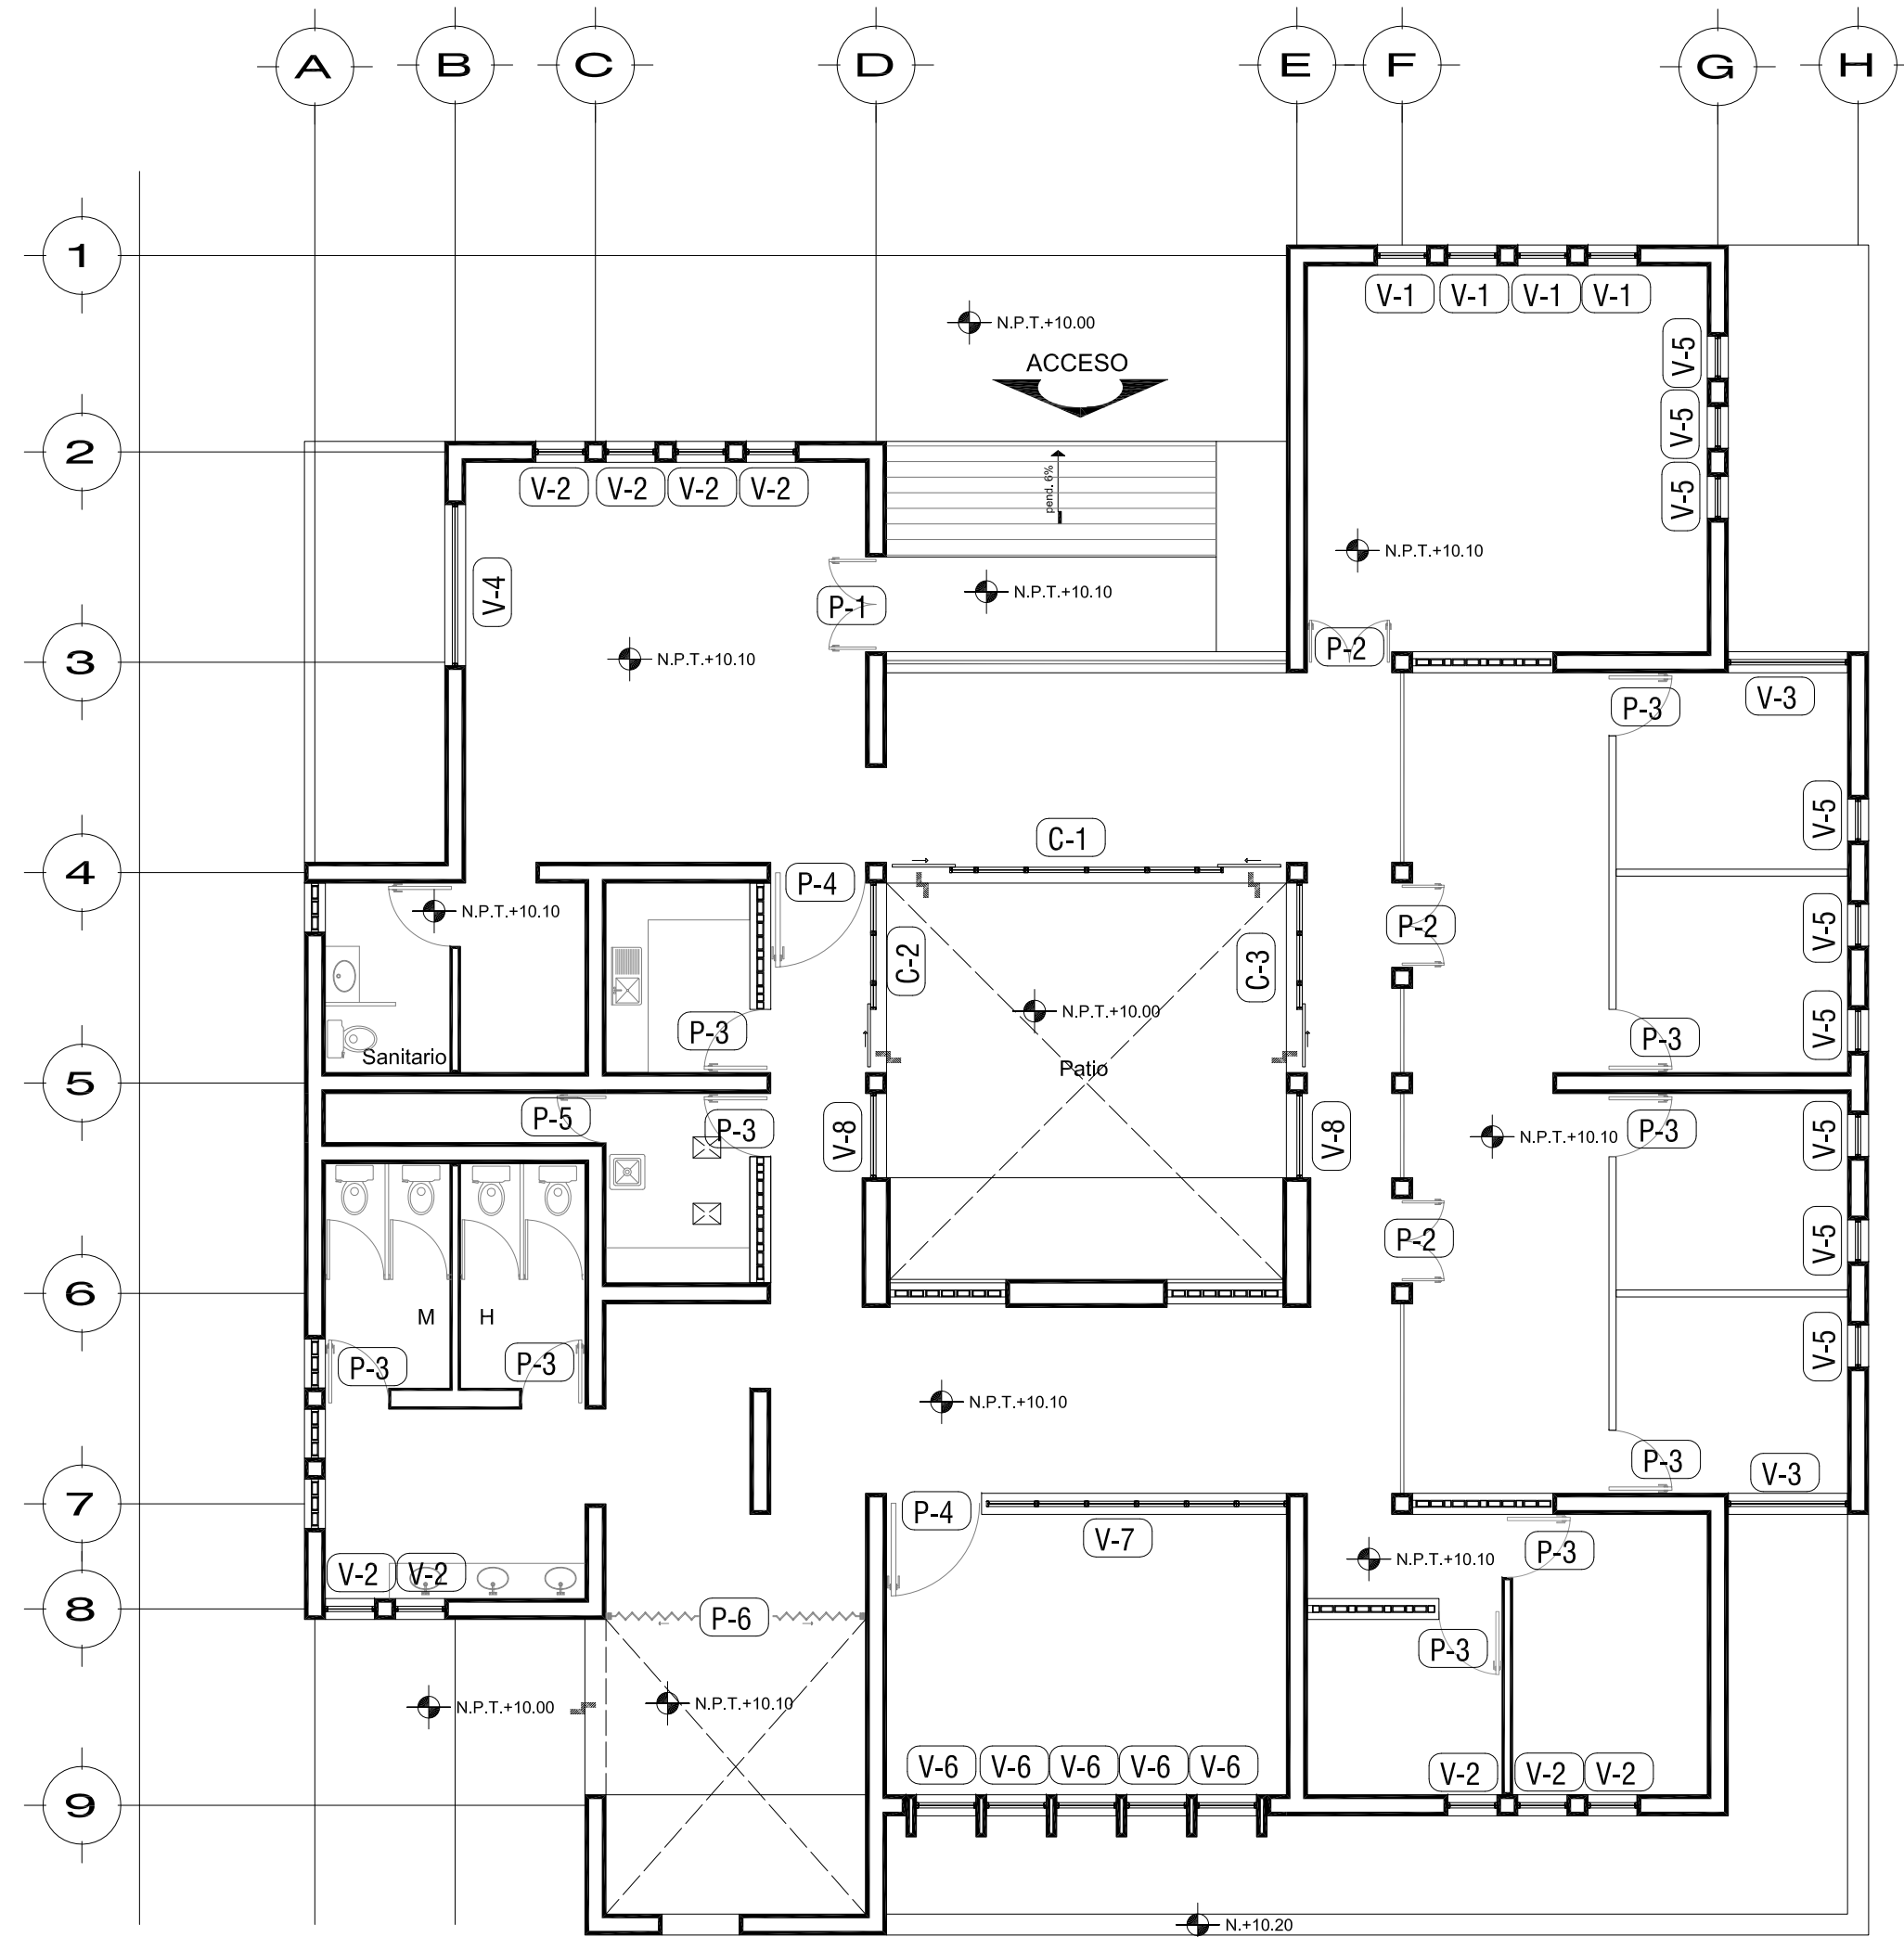 A B C D E F G H
1
N.P.T.+10.00
V-1 V-1 V-1 V-1
V-5
ACCESO
V-5
2
V-2 V-2 V-2 V-2
pend. 6%
V-5
N.P.T.+10.10
V-4
P-1
N.P.T.+10.10
3
N.P.T.+10.10
P-2
P-3
V-3
C-1
V-5
4
P-4
N.P.T.+10.10
P-2
V-5
C-2
C-3
N.P.T.+10.00
P-3
V-5
P-3
Sanitario
Patio
5
P-5
P-3
V-8
V-8
N.P.T.+10.10
P-3
V-5
P-2
V-5
6
M
H
P-3
P-3
V-5
N.P.T.+10.10
P-3
V-3
7
P-4
V-7
P-3
N.P.T.+10.10
V-2 V-2
8
P-6
P-3
N.P.T.+10.00
N.P.T.+10.10
V-6 V-6 V-6 V-6 V-6
V-2 V-2 V-2
9
N.+10.20